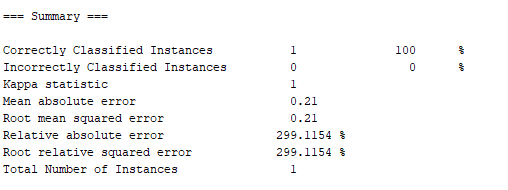 === Summary ===
Correctly Classified Instances 1 100 %
Incorrectly Classified Instances 0 0 %
Kappa statistic 1
Mean absolute error 0.21
Root mean squared error 0.21
Relative absolute error 299.1154 %
Root relative squared error 299.1154 %
Total Number of Instances 1